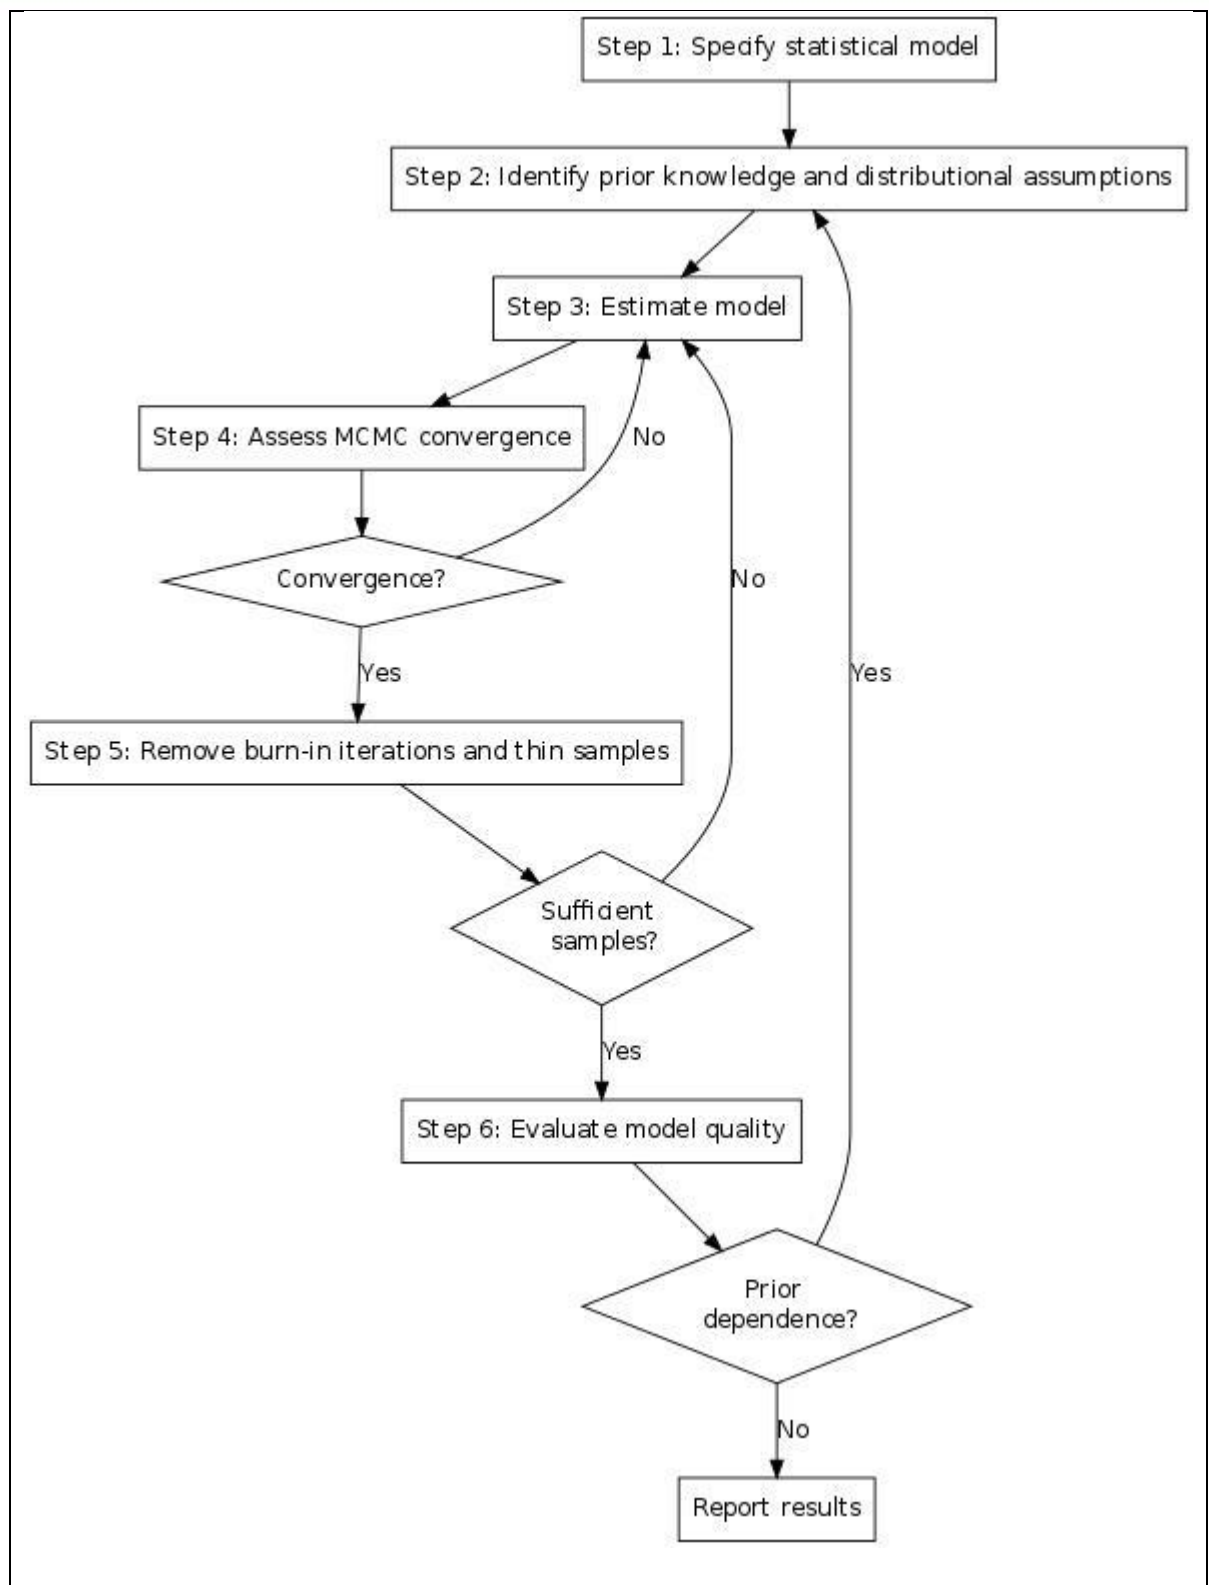 Step 1: Specify statistical model
Step 2: Identify prior knowledge and distributional assumptions
Step 3: Estimate model
Step 4: Assess MCMC convergence
No
Convergence?
No
Yes
Yes
Step 5: Remove burn-in iterations and thin samples
Sufficient
samples?
Yes
Step 6: Evaluate model quality
Prior
dependence?
No
Report results